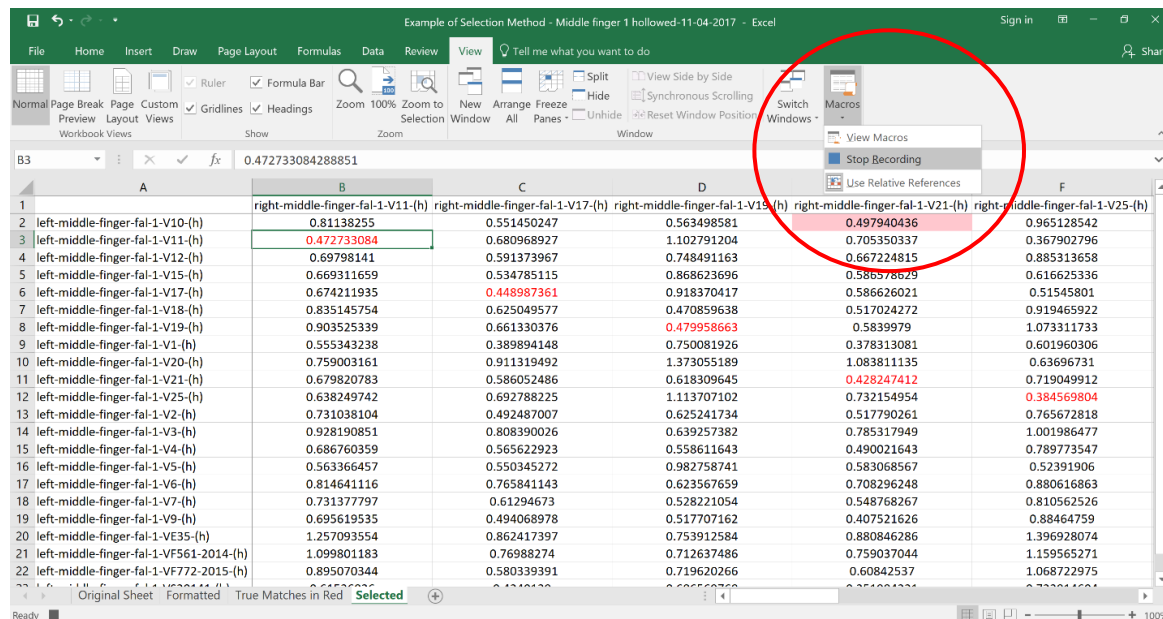 Example of Selection Method - Middle finger 1 hollowed-11-04-2017 - Excel
Sign in
File Home Insert Draw Page Layout Formulas Data Review View Tell me what you want to do
Shar
Normal Page Break Preview Page Layout Custom Views
Workbook Views
Ruler Formula Bar
Gridlines Headings
Show
Zoom 100% Zoom to Selection
Zoom
New Window Arrange All Freeze Panes
Split
Hide
Unhide
View Side by Side
Synchronous Scrolling
Reset Window Position
Window
Switch Windows
Macros
View Macros
Stop Recording
Use Relative References
B3 fx 0.472733084288851
A B C D F
1 right-middle-finger-fal-1-V11-(h) right-middle-finger-fal-1-V17-(h) right-middle-finger-fal-1-V19-(h) right-middle-finger-fal-1-V21-(h) right-middle-finger-fal-1-V25-(h)
2 left-middle-finger-fal-1-V10-(h) 0.81138255 0.551450247 0.563498581 0.497940436 0.965128542
3 left-middle-finger-fal-1-V11-(h) 0.472733084 0.680968927 1.102791204 0.705350337 0.367902796
4 left-middle-finger-fal-1-V12-(h) 0.69798141 0.591373967 0.748491163 0.667224815 0.885313658
5 left-middle-finger-fal-1-V15-(h) 0.669311659 0.534785115 0.868623696 0.586578629 0.616625336
6 left-middle-finger-fal-1-V17-(h) 0.674211935 0.448987361 0.918370417 0.586626021 0.51545801
7 left-middle-finger-fal-1-V18-(h) 0.835145754 0.625049577 0.470859638 0.517024272 0.919465922
8 left-middle-finger-fal-1-V19-(h) 0.903525339 0.661330376 0.479958663 0.5839979 1.073311733
9 left-middle-finger-fal-1-V1-(h) 0.555343238 0.389894148 0.750081926 0.378313081 0.601960306
10 left-middle-finger-fal-1-V20-(h) 0.759003161 0.911319492 1.373055189 1.083811135 0.63696731
11 left-middle-finger-fal-1-V21-(h) 0.679820783 0.586052486 0.618309645 0.428247412 0.719049912
12 left-middle-finger-fal-1-V25-(h) 0.638249742 0.692788225 1.113707102 0.732154954 0.384569804
13 left-middle-finger-fal-1-V2-(h) 0.731038104 0.492487007 0.625241734 0.517790261 0.765672818
14 left-middle-finger-fal-1-V3-(h) 0.928190851 0.808390026 0.639257382 0.785317949 1.001986477
15 left-middle-finger-fal-1-V4-(h) 0.686760359 0.565622923 0.558611643 0.490021643 0.789773547
16 left-middle-finger-fal-1-V5-(h) 0.563366457 0.550345272 0.982758741 0.583068567 0.52391906
17 left-middle-finger-fal-1-V6-(h) 0.814641116 0.765841143 0.623567659 0.708296248 0.880616863
18 left-middle-finger-fal-1-V7-(h) 0.731377797 0.61294673 0.528221054 0.548768267 0.810562526
19 left-middle-finger-fal-1-V9-(h) 0.695619535 0.494068978 0.517707162 0.407521626 0.88464759
20 left-middle-finger-fal-1-VE35-(h) 1.257093554 0.862417397 0.753912584 0.880846286 1.396928074
21 left-middle-finger-fal-1-VF561-2014-(h) 1.099801183 0.76988274 0.712637486 0.759037044 1.159565271
22 left-middle-finger-fal-1-VF772-2015-(h) 0.895070344 0.580339391 0.719620266 0.60842537 1.068722975
Original Sheet Formatted True Matches in Red Selected
Ready 100%